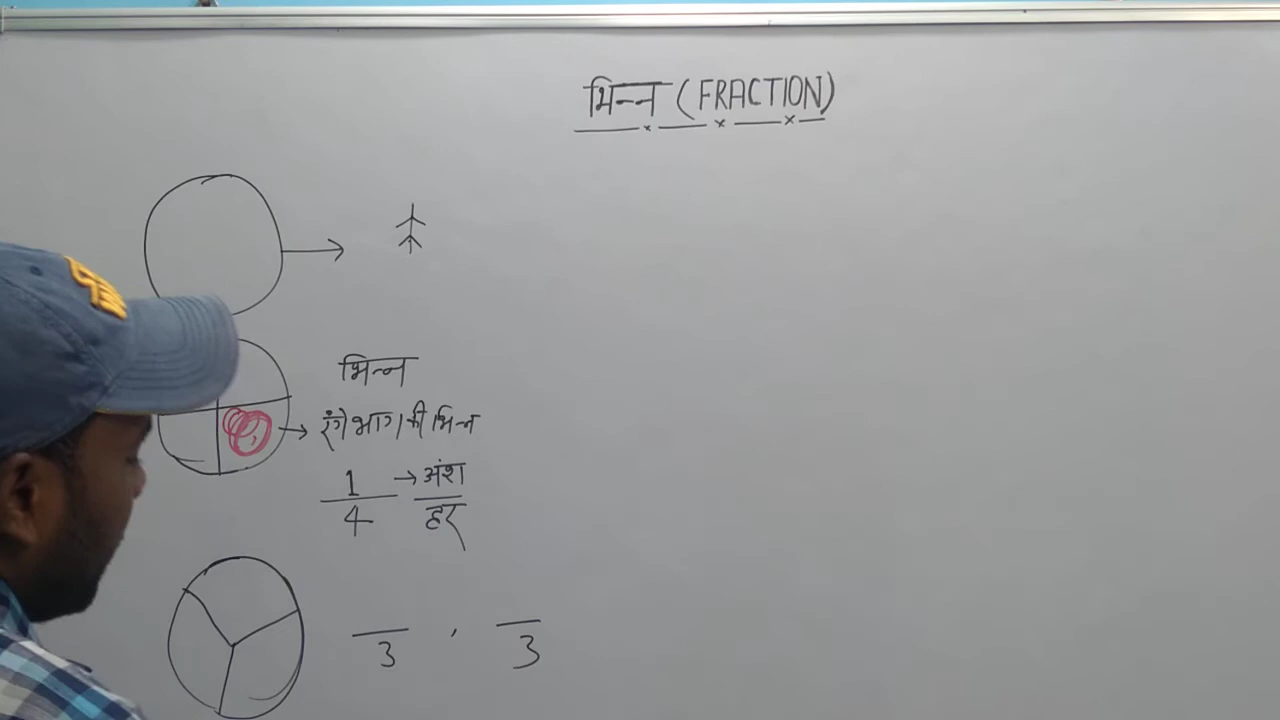 भिन्न (FRACTION)
भिन्न
रंगे भाग की भिन्न
1 → अंश
4 हर
3 , 3